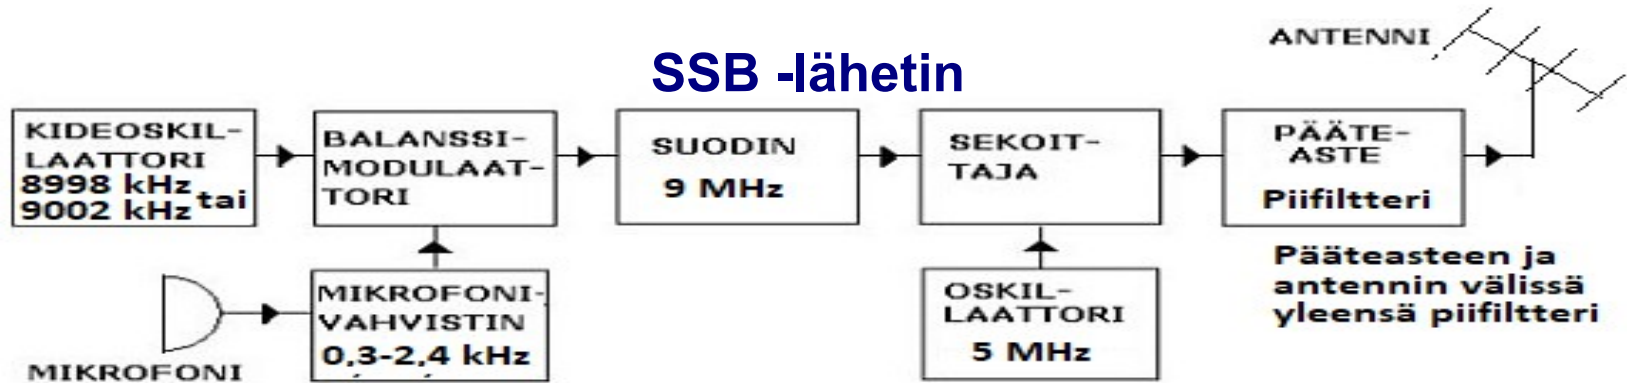 SSB -lähetin
ANTENNI
KIDEOSKIL-
LAATTORI
8998 kHz tai
9002 kHz
BALANSSI-
MODULAAT-
TORI
SUODIN
9 MHz
SEKOIT-
TAJA
PÄÄTE-
ASTE
Piifiltteri
MIKROFONI
MIKROFONI-
VAHVISTIN
0,3-2,4 kHz
OSKIL-
LAATTORI
5 MHz
Pääteasteen ja
antennin välissä
yleensä piifiltteri